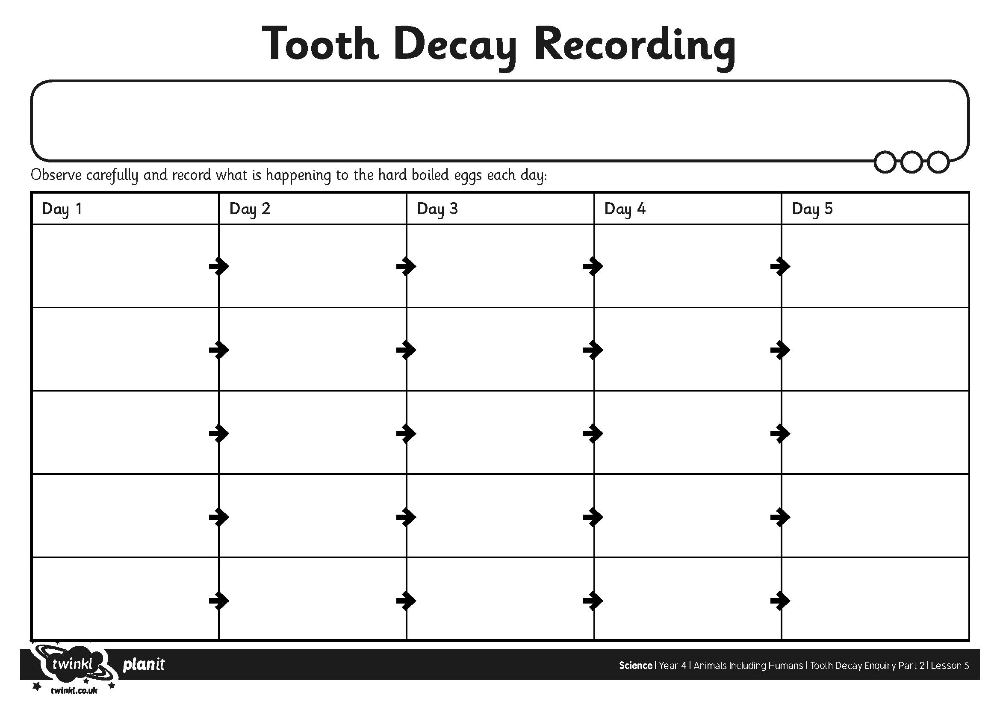 Tooth Decay Recording
Observe carefully and record what is happening to the hard boiled eggs each day:
Day 1 Day 2 Day 3 Day 4 Day 5
twinkl planit
Science | Year 4 | Animals Including Humans | Tooth Decay Enquiry Part 2 | Lesson 5
twinkl.co.uk